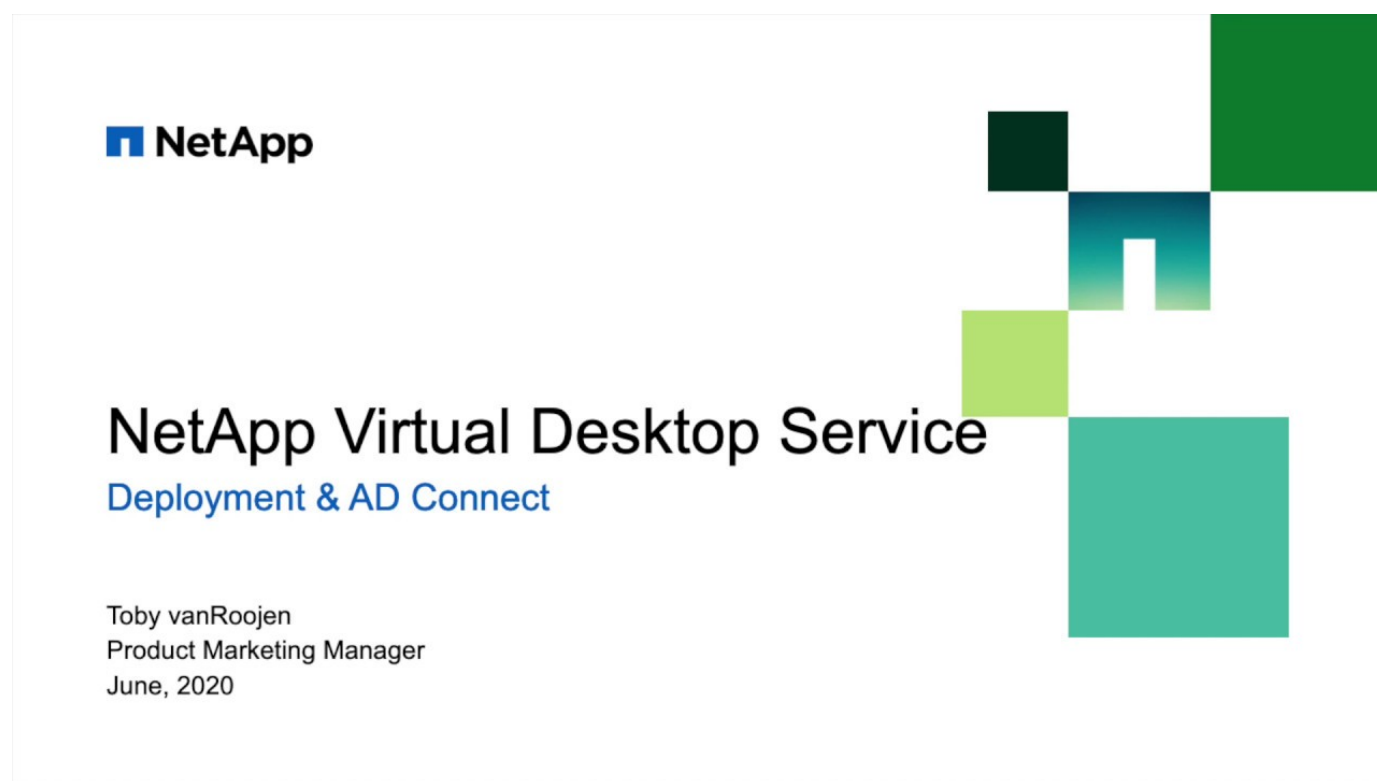 NetApp
NetApp Virtual Desktop Service
Deployment & AD Connect
Toby vanRoojen
Product Marketing Manager
June, 2020